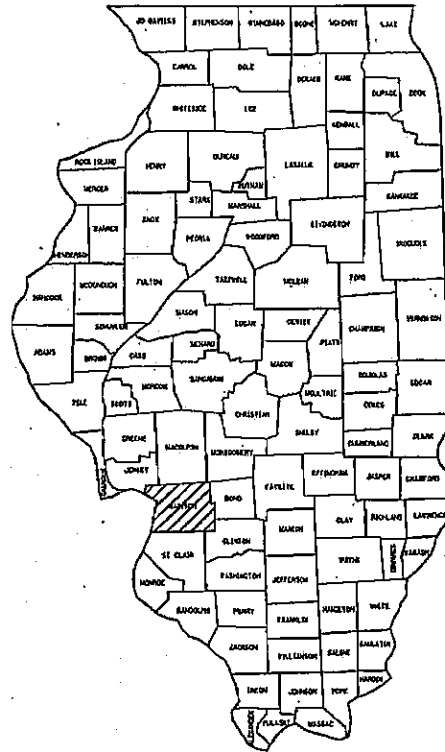 JO DAVIESS STEPHENSON WINNEBAGO BOONE MCHENRY LAKE
CARROLL OGLE DEKALB KANE DUPAGE COOK
WHITESIDE LEE KENDALL
ROCK ISLAND HENRY BUREAU LASALLE GRUNDY WILL
MERCER PUTNAM KANKAKEE
STARK MARSHALL LIVINGSTON
HENDERSON WARREN KNOX PEORIA WOODFORD IROQUOIS
HANCOCK MCDONOUGH FULTON TAZEWELL MCLEAN FORD
MASON VERMILION
SCHUYLER LOGAN DEWITT CHAMPAIGN
ADAMS BROWN CASS MENARD PIATT
MACON DOUGLAS
PIKE SCOTT MORGAN SANGAMON MOULTRIE EDGAR
CHRISTIAN COLES
GREENE MACOUPIN SHELBY CUMBERLAND CLARK
JERSEY MONTGOMERY
FAYETTE EFFINGHAM JASPER CRAWFORD
BOND
MARION CLAY RICHLAND LAWRENCE
CLINTON
ST CLAIR WAYNE EDWARDS WABASH
MONROE WASHINGTON JEFFERSON
RANDOLPH PERRY HAMILTON WHITE
FRANKLIN
JACKSON WILLIAMSON SALINE GALLATIN
UNION JOHNSON POPE HARDIN
ALEXANDER PULASKI MASSAC